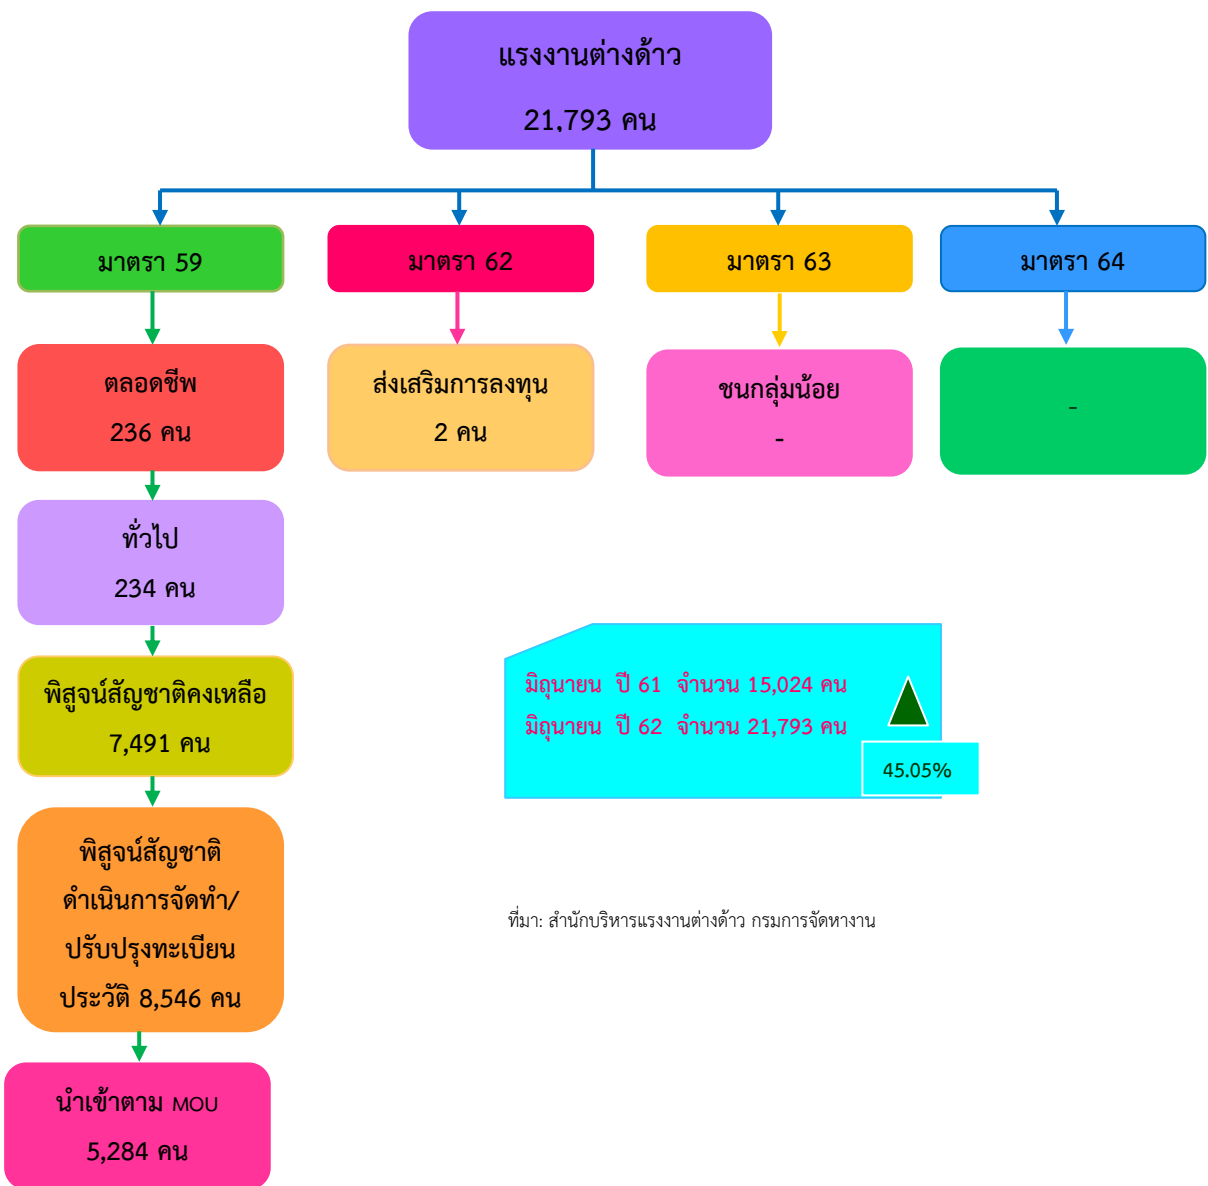 แรงงานต่างด้าว
21,793 คน
มาตรา 59
มาตรา 62
มาตรา 63
มาตรา 64
ตลอดชีพ
236 คน
ส่งเสริมการลงทุน
2 คน
ชนกลุ่มน้อย
-
-
ทั่วไป
234 คน
พิสูจน์สัญชาติคงเหลือ
7,491 คน
พิสูจน์สัญชาติ
ดำเนินการจัดทำ/
ปรับปรุงทะเบียน
ประวัติ 8,546 คน
นำเข้าตาม MOU
5,284 คน
มิถุนายน ปี 61 จำนวน 15,024 คน
มิถุนายน ปี 62 จำนวน 21,793 คน
45.05%
ที่มา: สำนักบริหารแรงงานต่างด้าว กรมการจัดหางาน